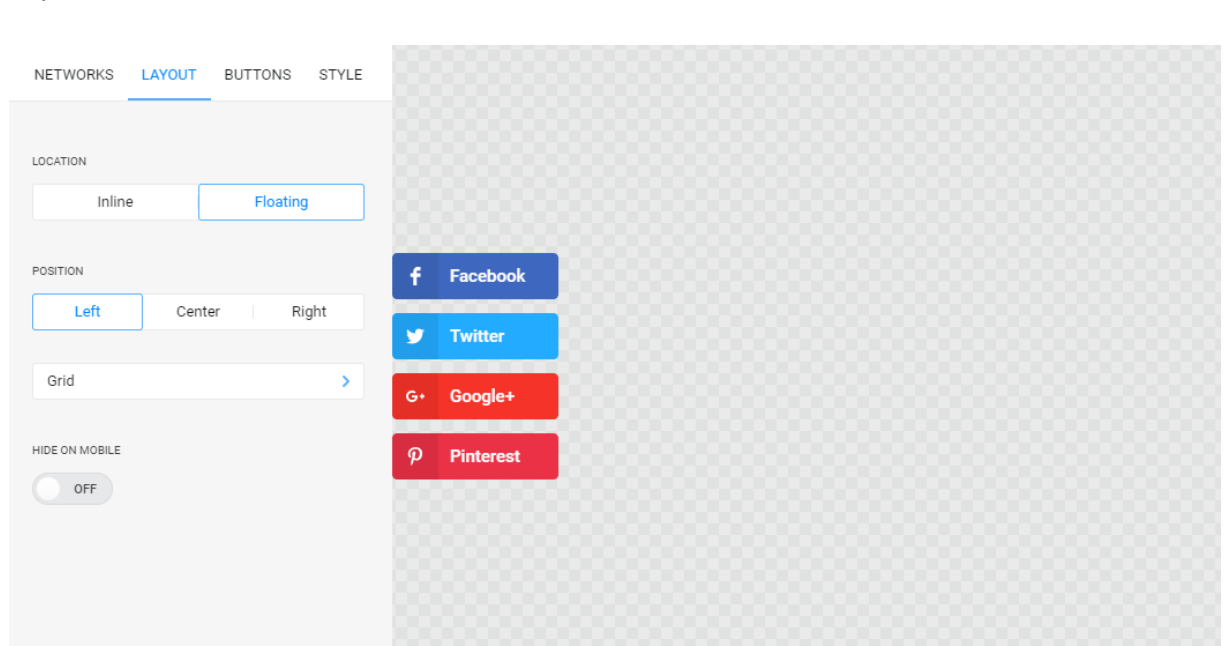 NETWORKS LAYOUT BUTTONS STYLE
LOCATION
Inline Floating
POSITION
Left Center Right
Grid
HIDE ON MOBILE
OFF
Facebook
Twitter
G+ Google+
Pinterest